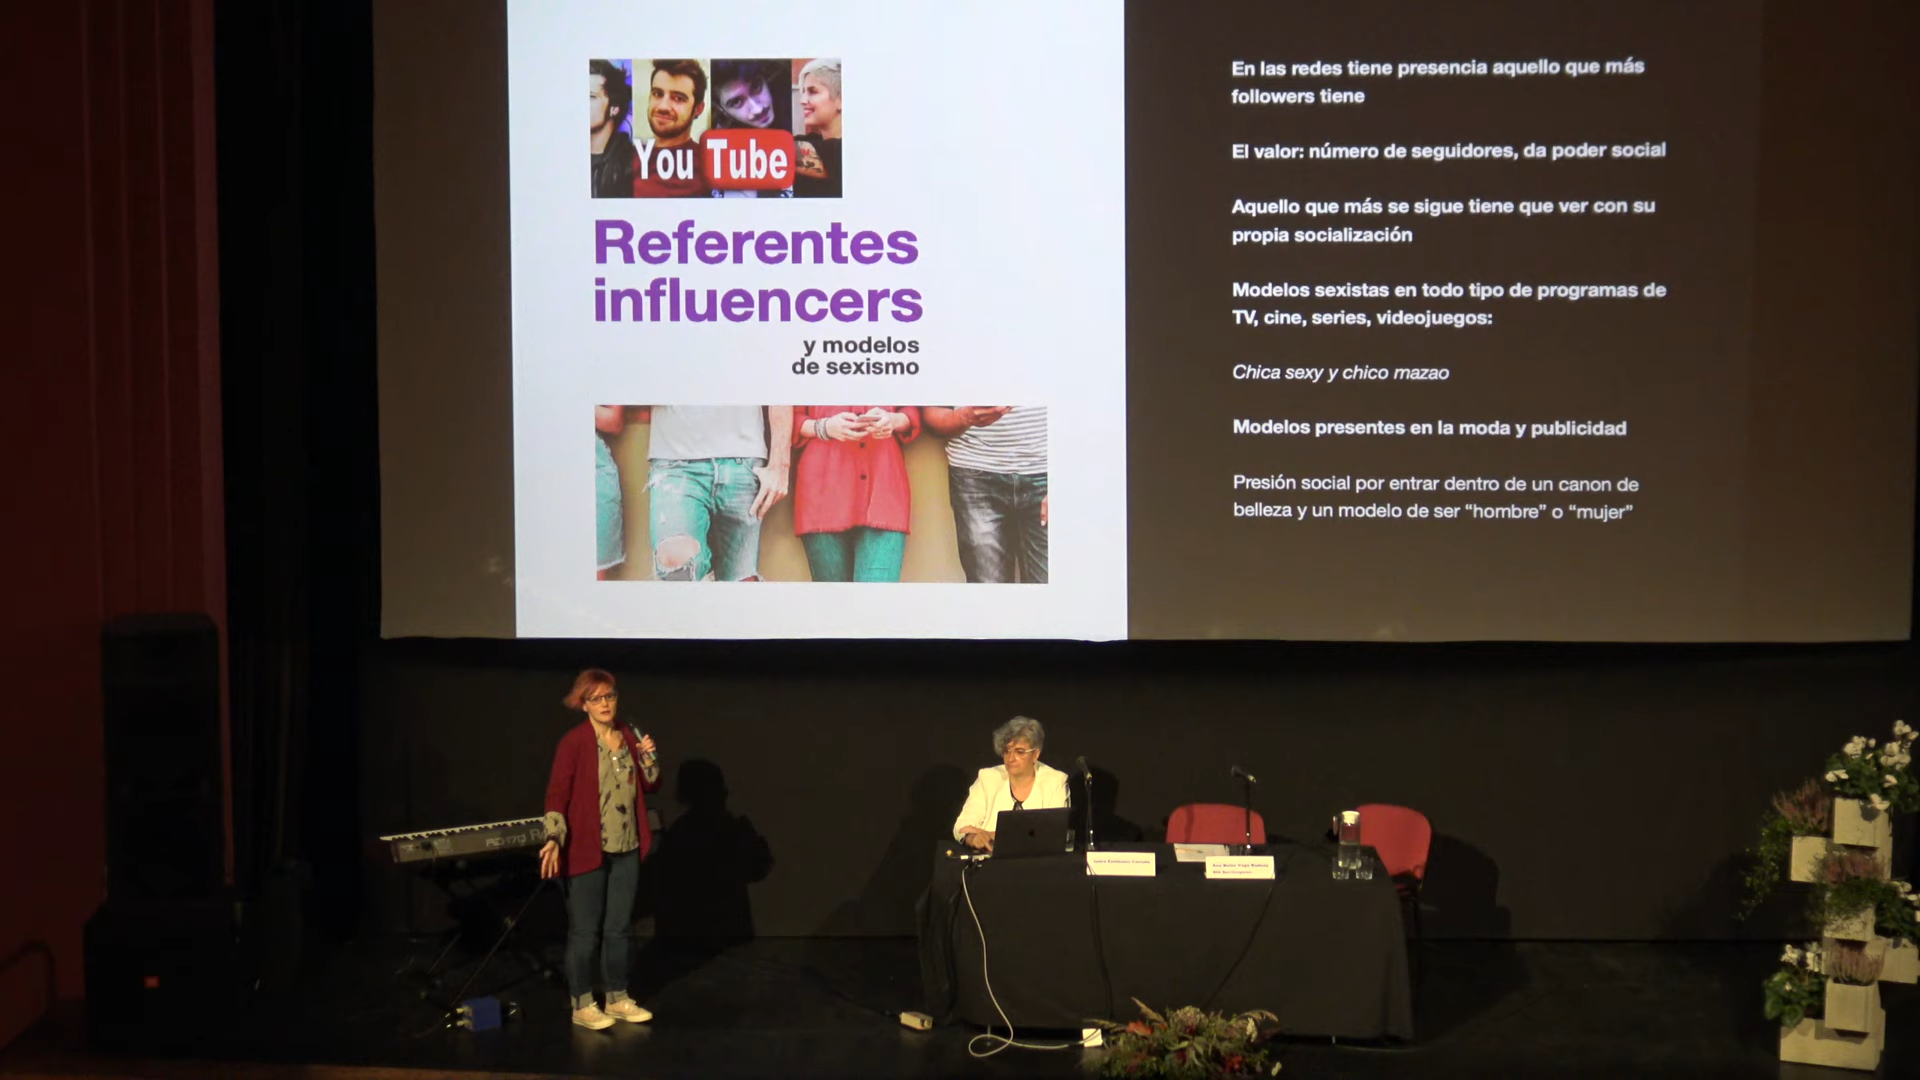 You Tube
Referentes
influencers
y modelos
de sexismo
En las redes tiene presencia aquello que más
followers tiene
El valor: número de seguidores, da poder social
Aquello que más se sigue tiene que ver con su
propia socialización
Modelos sexistas en todo tipo de programas de
TV, cine, series, videojuegos:
Chica sexy y chico mazao
Modelos presentes en la moda y publicidad
Presión social por entrar dentro de un canon de
belleza y un modelo de ser “hombre” o “mujer”